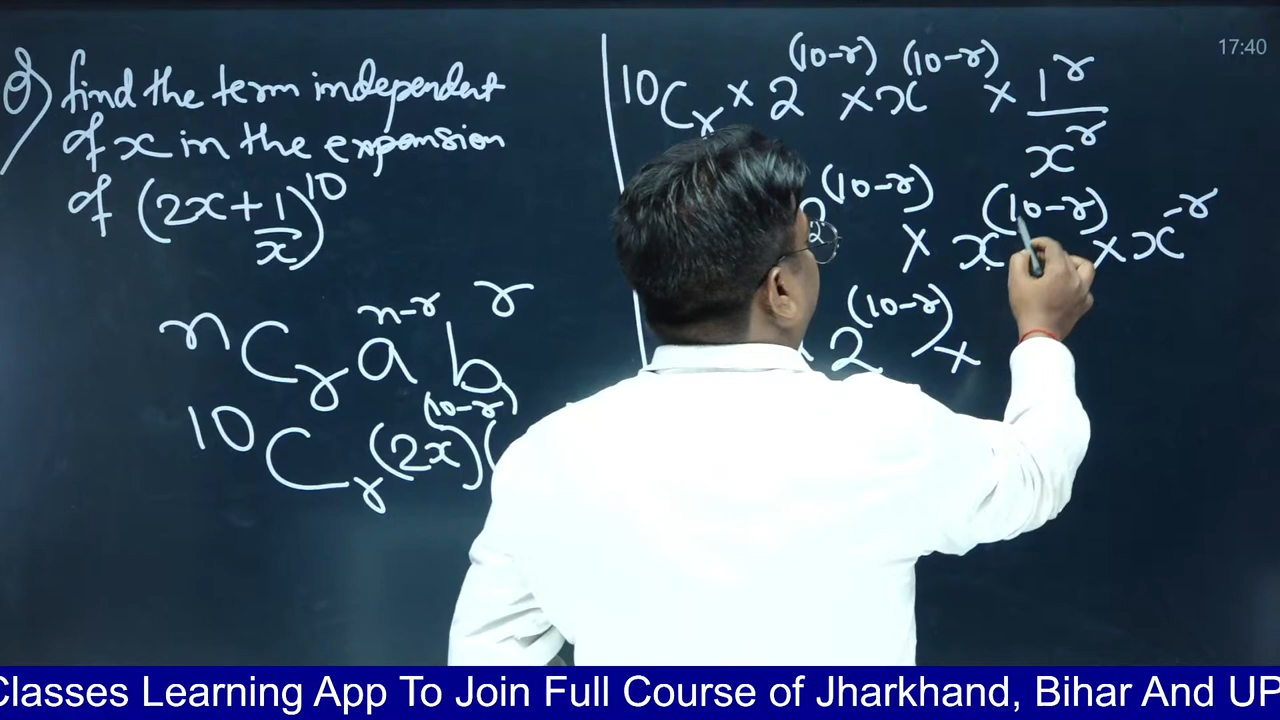 Q) find the term independent
of x in the expansion
of (2x + 1/x)^10
nCr a^(n-r) b^r
10Cr (2x)^(10-r) (
10Cr × 2^(10-r) × x^(10-r) × 1^r/x^r
2^(10-r) × x^(10-r) × x^-r
2^(10-r) ×
17:40
Classes Learning App To Join Full Course of Jharkhand, Bihar And UP